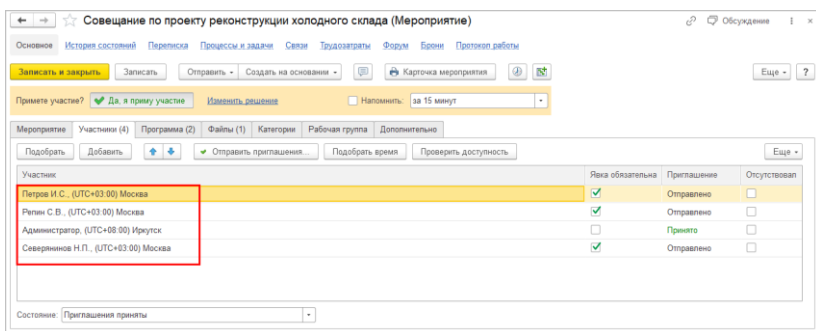 Совещание по проекту реконструкции холодного склада (Мероприятие) Обсуждение
Основное История состояний Переписка Процессы и задачи Связи Трудозатраты Форум Брони Протокол работы
Записать и закрыть Записать Отправить Создать на основании Карточка мероприятия Еще ?
Примете участие? Да, я приму участие Изменить решение Напомнить: за 15 минут
Мероприятие Участники (4) Программа (2) Файлы (1) Категории Рабочая группа Дополнительно
Подобрать Добавить Отправить приглашения... Подобрать время Проверить доступность Еще
Участник Явка обязательна Приглашение Отсутствовал
Петров И.С., (UTC+03:00) Москва Отправлено
Репин С.В., (UTC+03:00) Москва Отправлено
Администратор, (UTC+08:00) Иркутск Принято
Северянинов Н.П., (UTC+03:00) Москва Отправлено
Состояние: Приглашения приняты